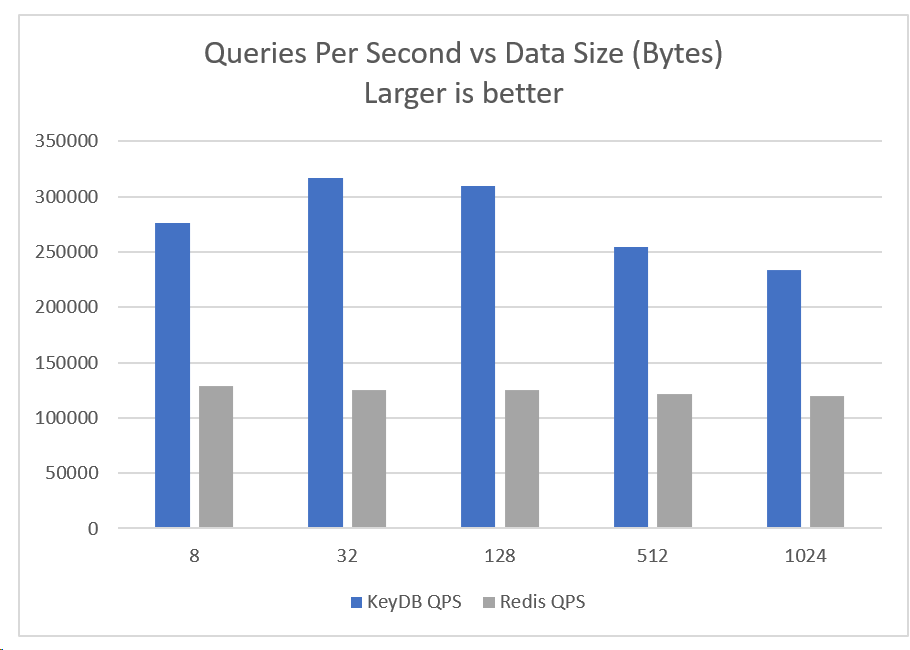 Queries Per Second vs Data Size (Bytes)
Larger is better
350000
300000
250000
200000
150000
100000
50000
0
8 32 128 512 1024
KeyDB QPS Redis QPS